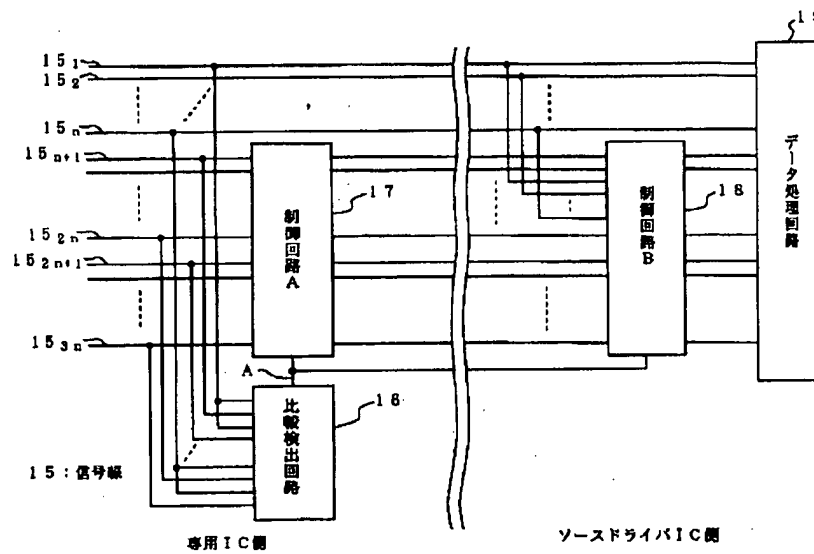 15₁
15₂
15ₙ
15ₙ₊₁
15₂ₙ
15₂ₙ₊₁
15₃ₙ
制御回路A
17
A
比較検出回路
16
制御回路B
18
データ処理回路
15：信号線
専用IC側
ソースドライバIC側